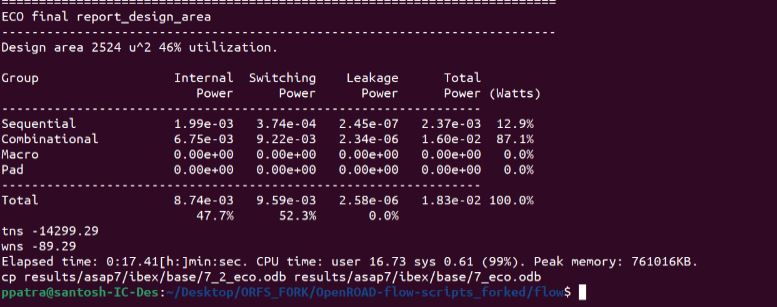 ==========================================================================
ECO final report_design_area
--------------------------------------------------------------------------
Design area 2524 u^2 46% utilization.
Group                  Internal  Switching    Leakage      Total
                          Power      Power      Power      Power (Watts)
----------------------------------------------------------------
Sequential             1.99e-03   3.74e-04   2.45e-07   2.37e-03  12.9%
Combinational          6.75e-03   9.22e-03   2.34e-06   1.60e-02  87.1%
Macro                  0.00e+00   0.00e+00   0.00e+00   0.00e+00   0.0%
Pad                    0.00e+00   0.00e+00   0.00e+00   0.00e+00   0.0%
----------------------------------------------------------------
Total                  8.74e-03   9.59e-03   2.58e-06   1.83e-02 100.0%
                          47.7%      52.3%       0.0%
tns -14299.29
wns -89.29
Elapsed time: 0:17.41[h:]min:sec. CPU time: user 16.73 sys 0.61 (99%). Peak memory: 761016KB.
cp results/asap7/ibex/base/7_2_eco.odb results/asap7/ibex/base/7_eco.odb
ppatra@santosh-IC-Des:~/Desktop/ORFS_FORK/OpenROAD-flow-scripts_forked/flow$